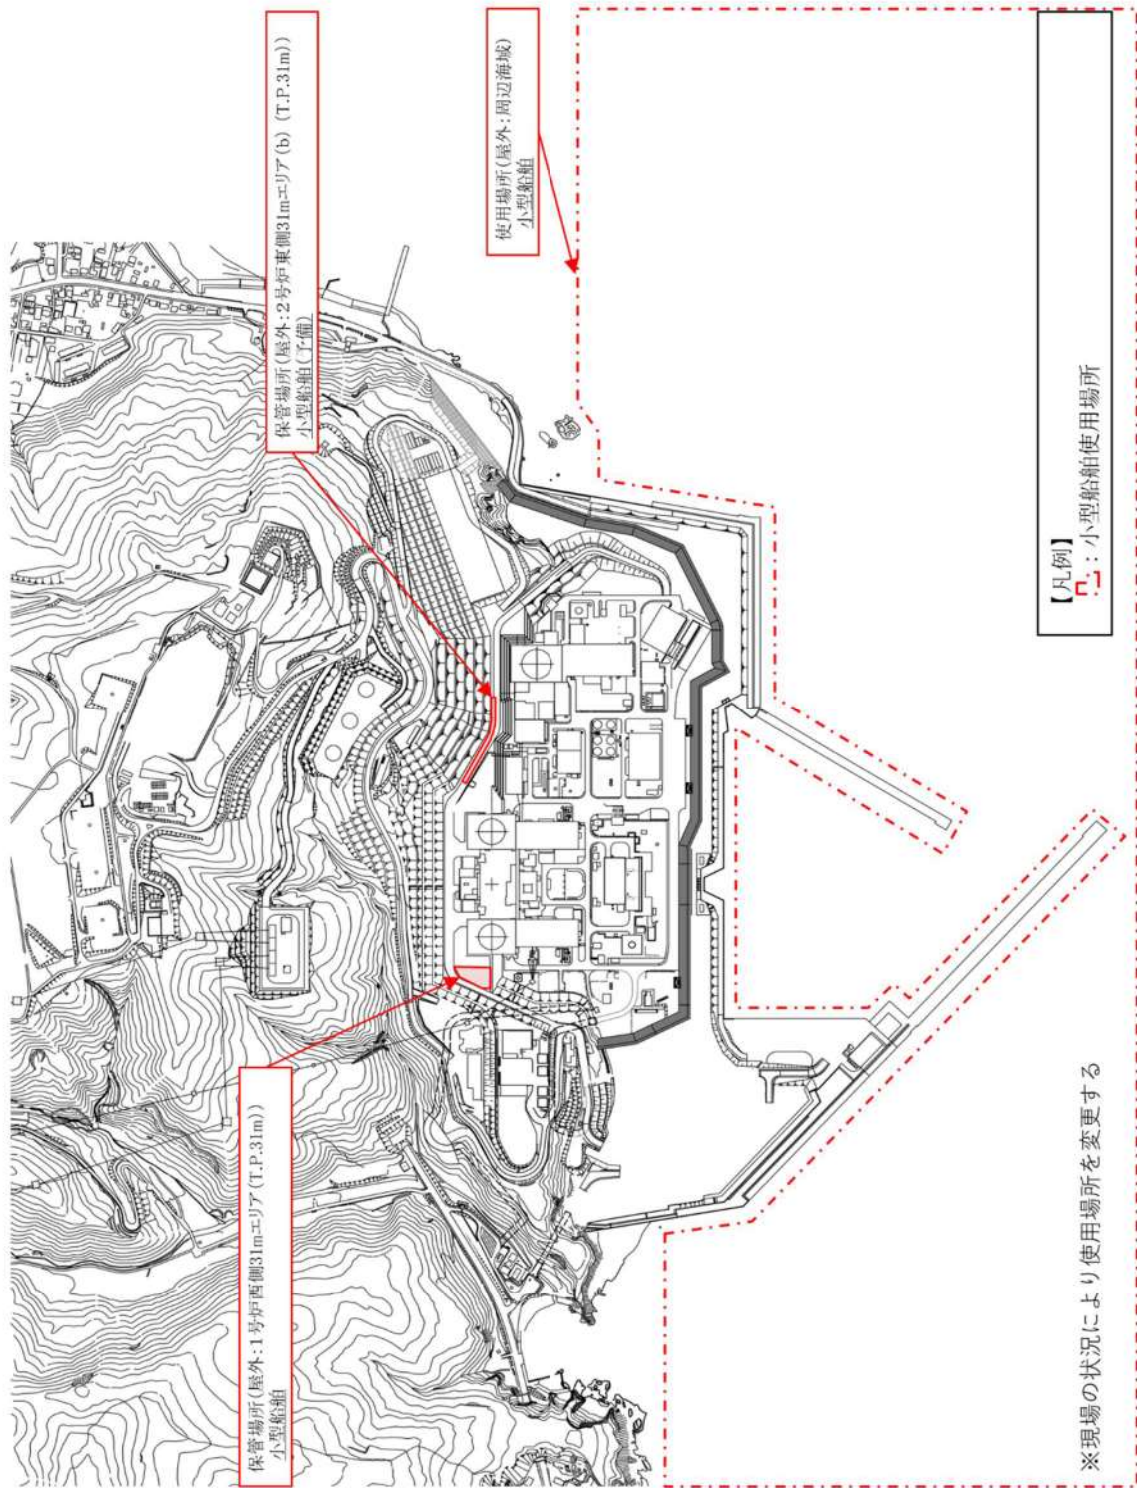 保管場所(屋外:1号炉西側31mエリア(T.P.31m))
小型船舶
保管場所(屋外:2号炉東側31mエリア(b) (T.P.31m))
小型船舶(予備)
使用場所(屋外:周辺海域)
小型船舶
※現場の状況により使用場所を変更する
【凡例】
:小型船舶使用場所